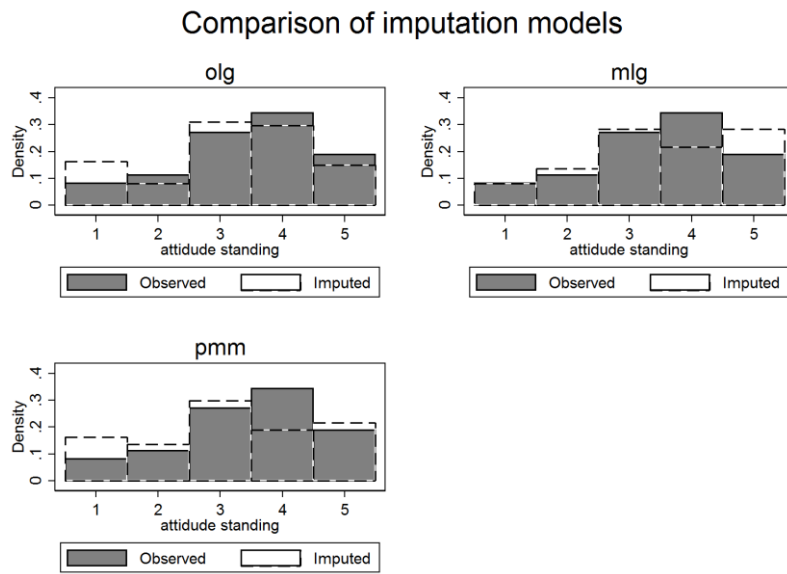 Comparison of imputation models
olg
Density
.4
.3
.2
.1
0
1 2 3 4 5
attidude standing
Observed Imputed
mlg
Density
.4
.3
.2
.1
0
1 2 3 4 5
attidude standing
Observed Imputed
pmm
Density
.4
.3
.2
.1
0
1 2 3 4 5
attidude standing
Observed Imputed